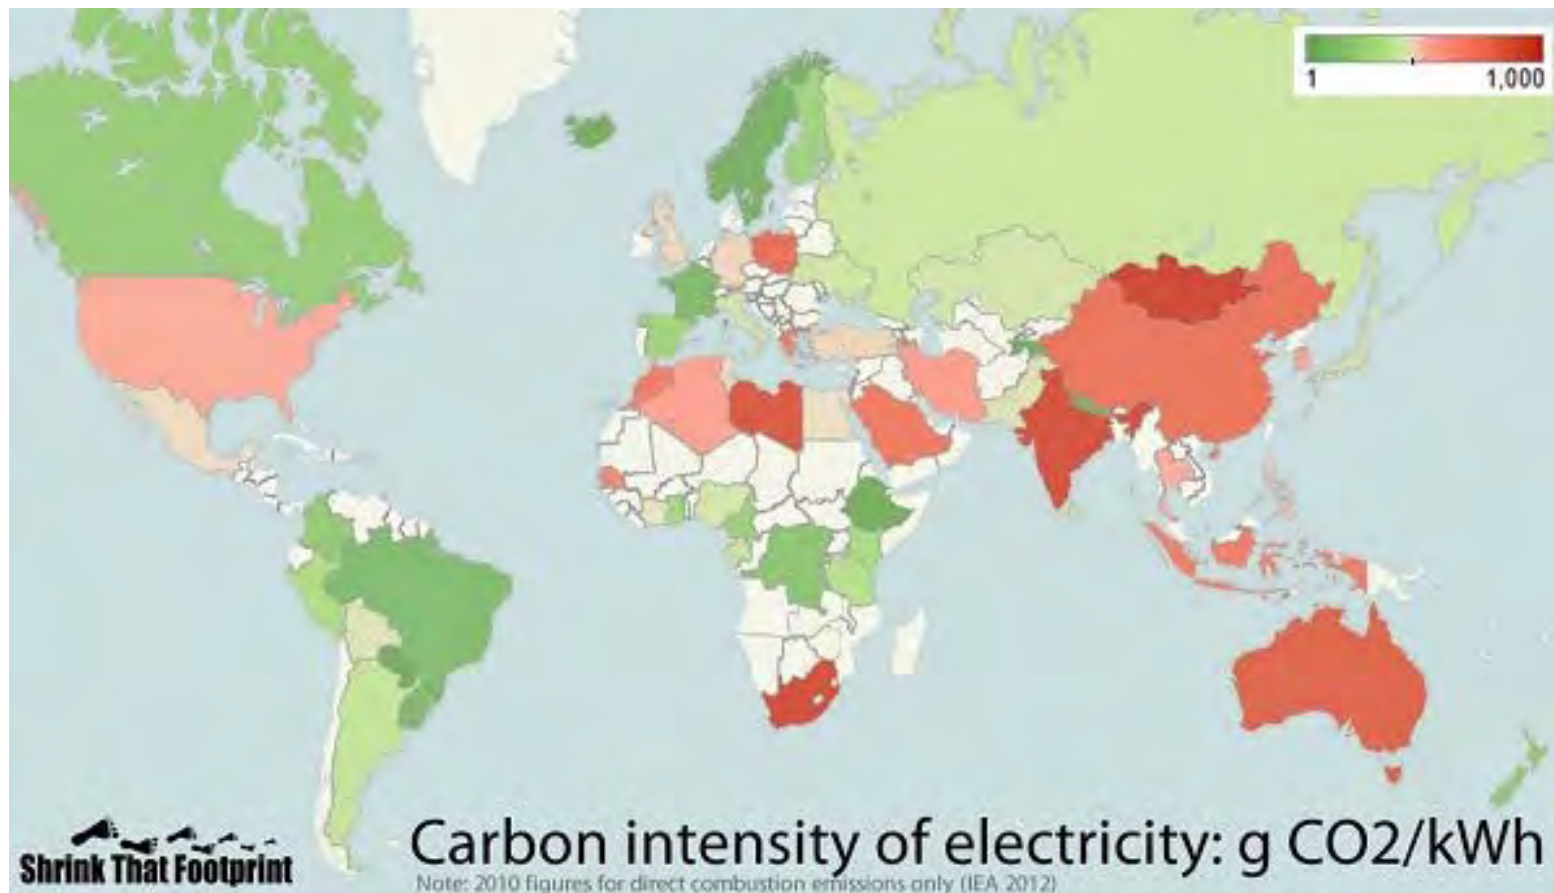 1 1,000
Shrink That Footprint
Carbon intensity of electricity: g CO2/kWh
Note: 2010 figures for direct combustion emissions only (IEA 2012)